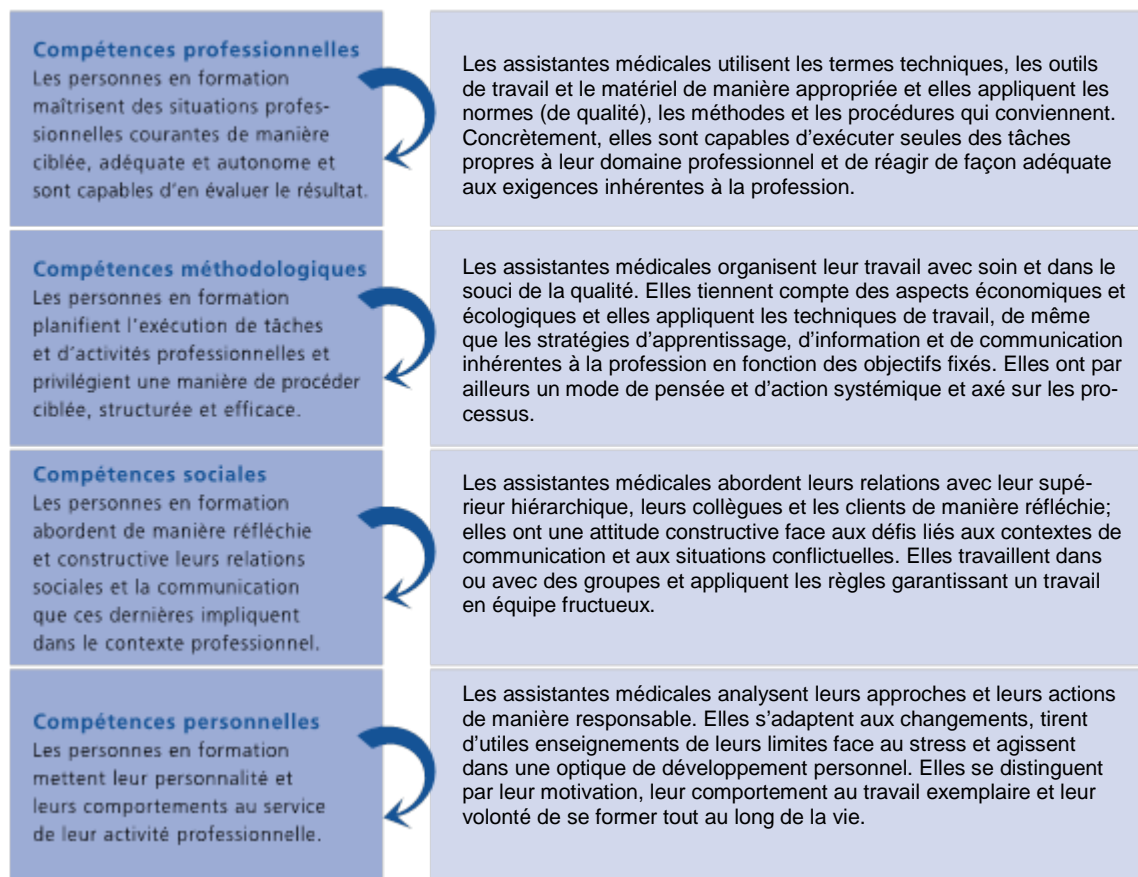 Compétences professionnelles
Les personnes en formation
maîtrisent des situations profes-
sionnelles courantes de manière
ciblée, adéquate et autonome et
sont capables d'en évaluer le résultat.
Les assistantes médicales utilisent les termes techniques, les outils
de travail et le matériel de manière appropriée et elles appliquent les
normes (de qualité), les méthodes et les procédures qui conviennent.
Concrètement, elles sont capables d'exécuter seules des tâches
propres à leur domaine professionnel et de réagir de façon adéquate
aux exigences inhérentes à la profession.
Compétences méthodologiques
Les personnes en formation
planifient l'exécution de tâches
et d'activités professionnelles et
privilégient une manière de procéder
ciblée, structurée et efficace.
Les assistantes médicales organisent leur travail avec soin et dans le
souci de la qualité. Elles tiennent compte des aspects économiques et
écologiques et elles appliquent les techniques de travail, de même
que les stratégies d'apprentissage, d'information et de communication
inhérentes à la profession en fonction des objectifs fixés. Elles ont par
ailleurs un mode de pensée et d'action systémique et axé sur les pro-
cessus.
Compétences sociales
Les personnes en formation
abordent de manière réfléchie
et constructive leurs relations
sociales et la communication
que ces dernières impliquent
dans le contexte professionnel.
Les assistantes médicales abordent leurs relations avec leur supé-
rieur hiérarchique, leurs collègues et les clients de manière réfléchie;
elles ont une attitude constructive face aux défis liés aux contextes de
communication et aux situations conflictuelles. Elles travaillent dans
ou avec des groupes et appliquent les règles garantissant un travail
en équipe fructueux.
Compétences personnelles
Les personnes en formation
mettent leur personnalité et
leurs comportements au service
de leur activité professionnelle.
Les assistantes médicales analysent leurs approches et leurs actions
de manière responsable. Elles s'adaptent aux changements, tirent
d'utiles enseignements de leurs limites face au stress et agissent
dans une optique de développement personnel. Elles se distinguent
par leur motivation, leur comportement au travail exemplaire et leur
volonté de se former tout au long de la vie.